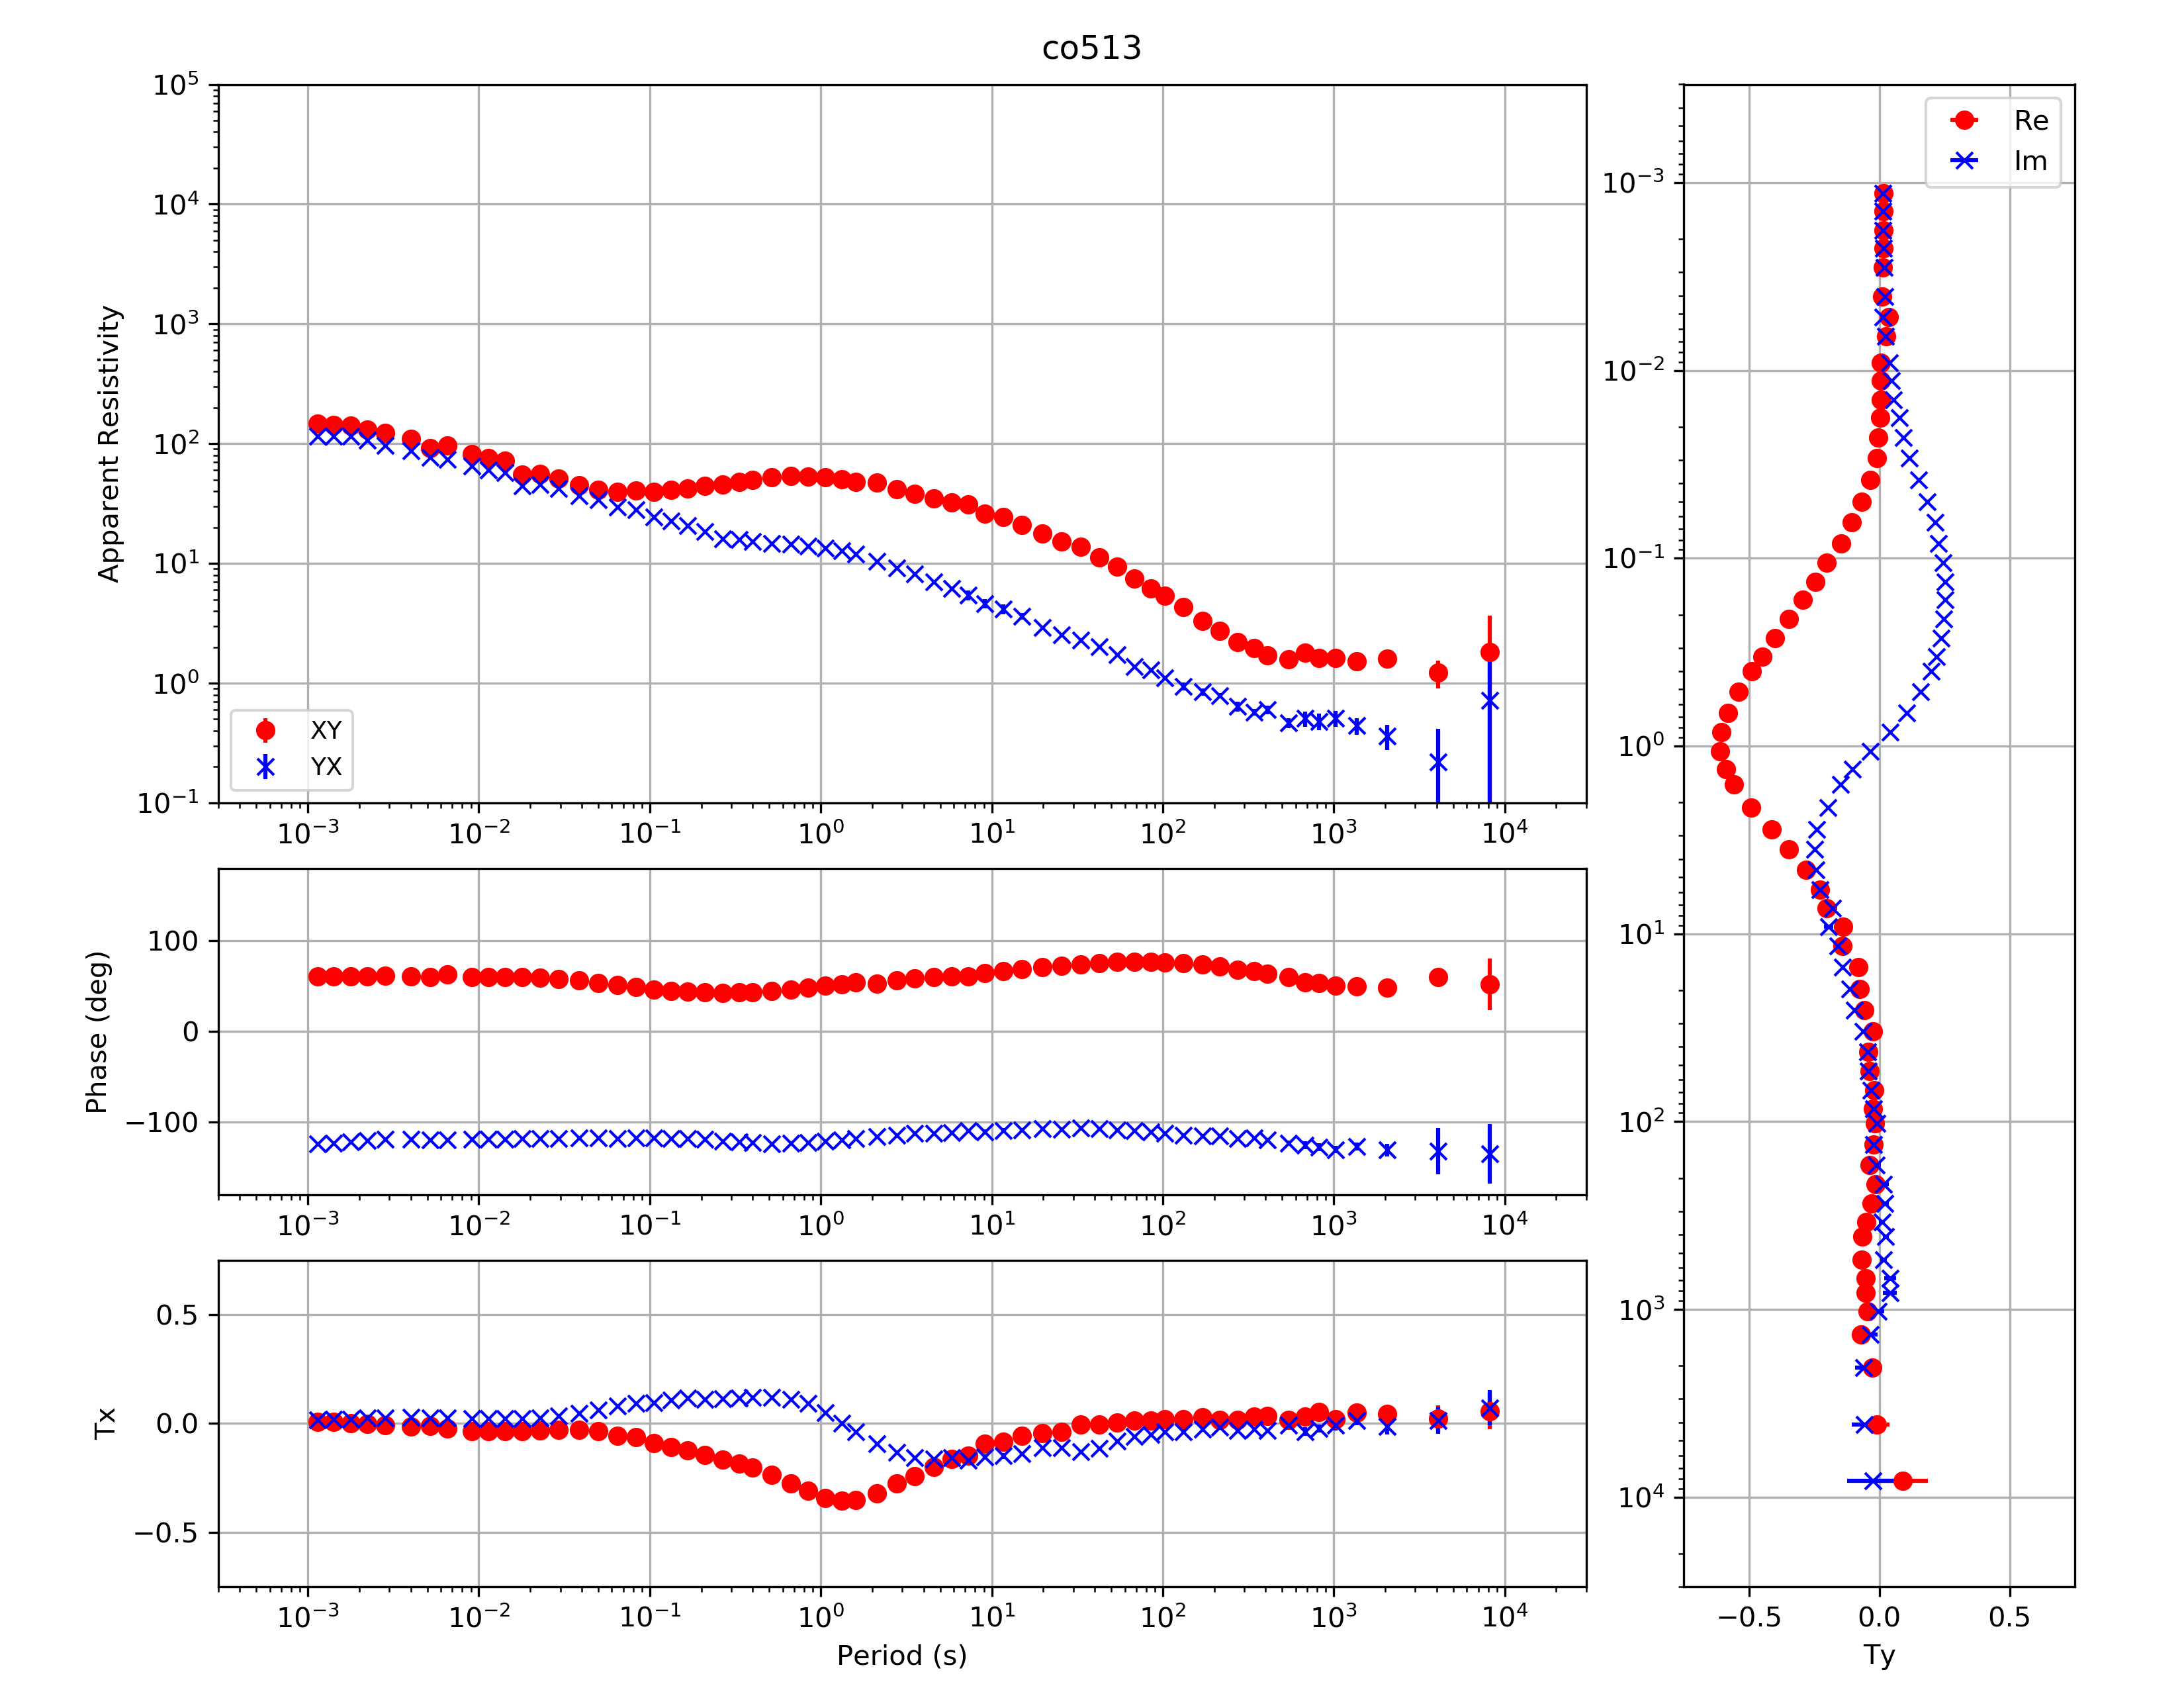 co513
10^5
10^4
10^3
10^2
10^1
10^0
10^-1
Apparent Resistivity
XY
YX
10^-3 10^-2 10^-1 10^0 10^1 10^2 10^3 10^4
100
0
−100
Phase (deg)
10^-3 10^-2 10^-1 10^0 10^1 10^2 10^3 10^4
0.5
0.0
−0.5
Tx
10^-3 10^-2 10^-1 10^0 10^1 10^2 10^3 10^4
Period (s)
Re
Im
10^-3
10^-2
10^-1
10^0
10^1
10^2
10^3
10^4
−0.5 0.0 0.5
Ty